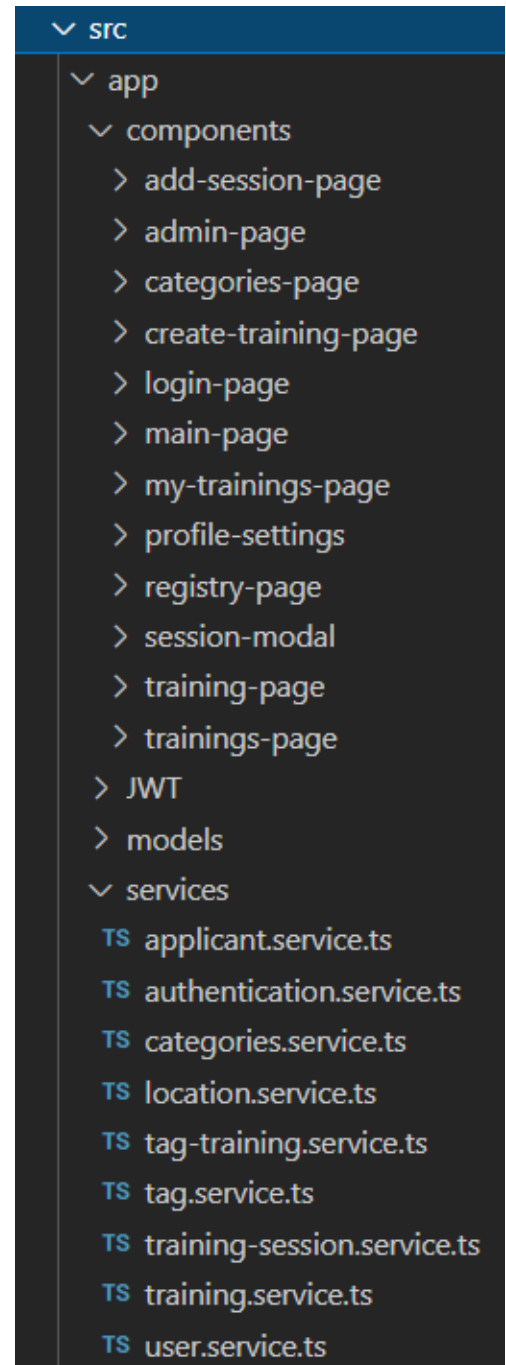 src
app
components
add-session-page
admin-page
categories-page
create-training-page
login-page
main-page
my-trainings-page
profile-settings
registry-page
session-modal
training-page
trainings-page
JWT
models
services
TS applicant.service.ts
TS authentication.service.ts
TS categories.service.ts
TS location.service.ts
TS tag-training.service.ts
TS tag.service.ts
TS training-session.service.ts
TS training.service.ts
TS user.service.ts